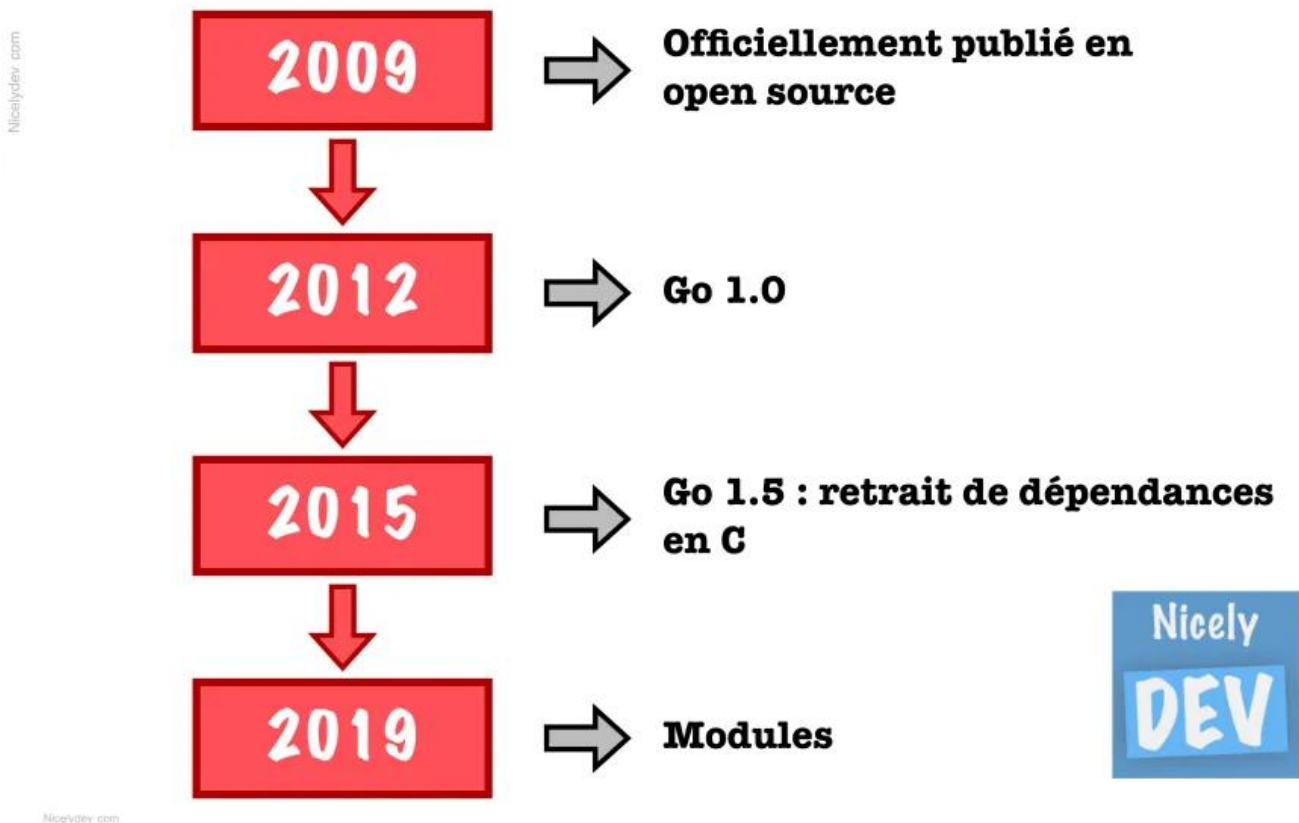 Nicelydev com
2009
Officiellement publié en
open source
2012
Go 1.0
2015
Go 1.5 : retrait de dépendances
en C
Nicely
DEV
2019
Modules
Nicelydev com